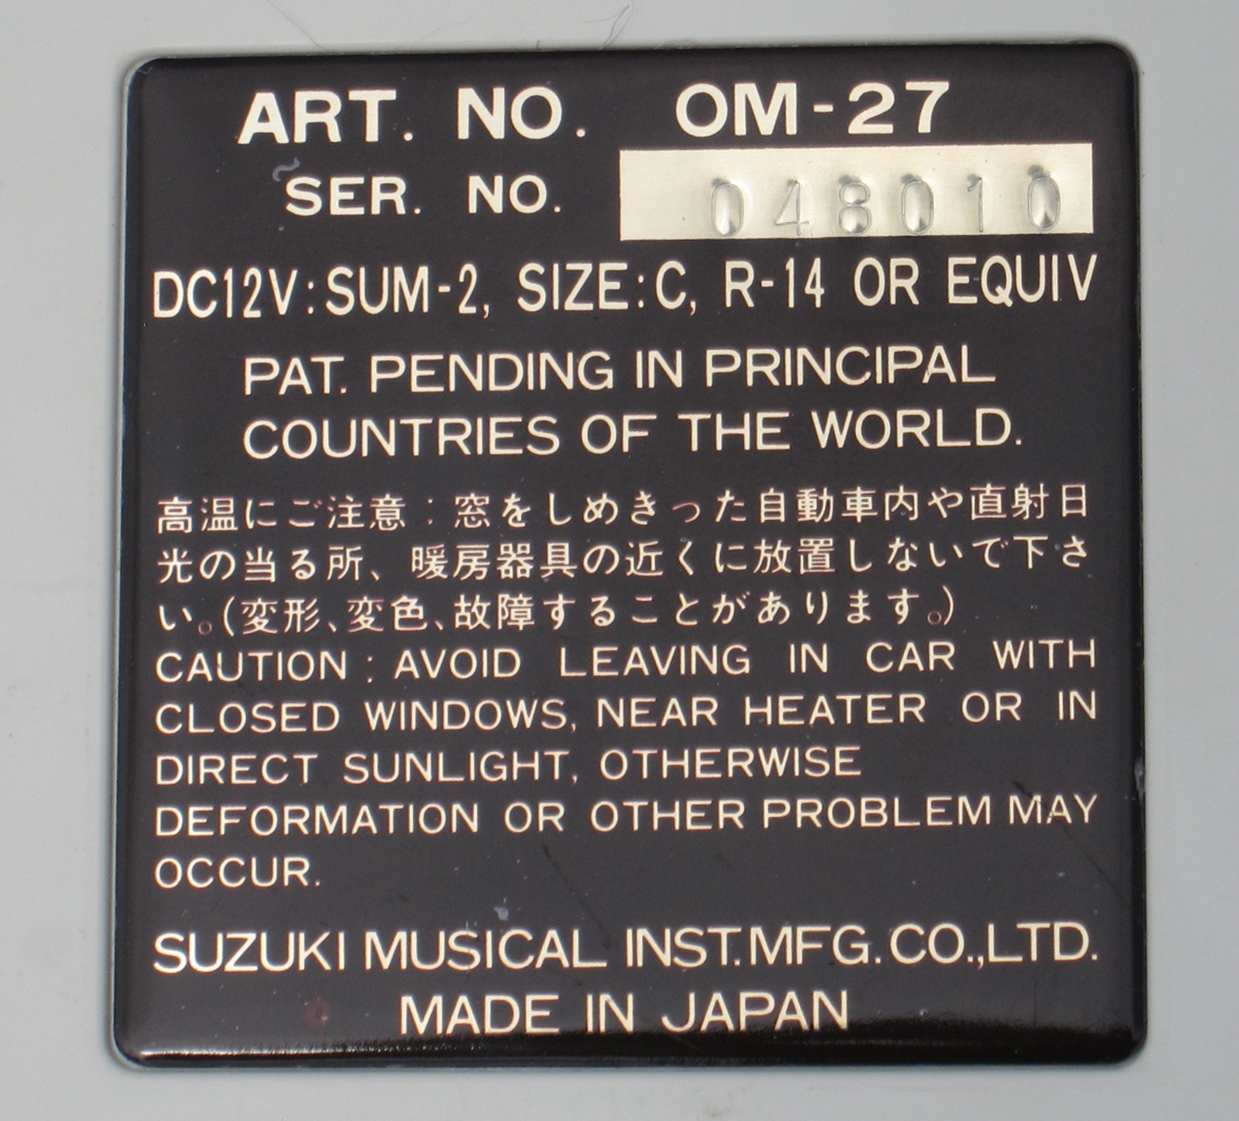 ART. NO. OM-27
SER. NO. 048010
DC12V:SUM-2, SIZE:C, R-14 OR EQUIV
PAT. PENDING IN PRINCIPAL
COUNTRIES OF THE WORLD.
高温にご注意:窓をしめきった自動車内や直射日
光の当る所、暖房器具の近くに放置しないで下さ
い。(変形、変色、故障することがあります。)
CAUTION : AVOID LEAVING IN CAR WITH
CLOSED WINDOWS, NEAR HEATER OR IN
DIRECT SUNLIGHT, OTHERWISE
DEFORMATION OR OTHER PROBLEM MAY
OCCUR.
SUZUKI MUSICAL INST.MFG.CO.,LTD.
MADE IN JAPAN